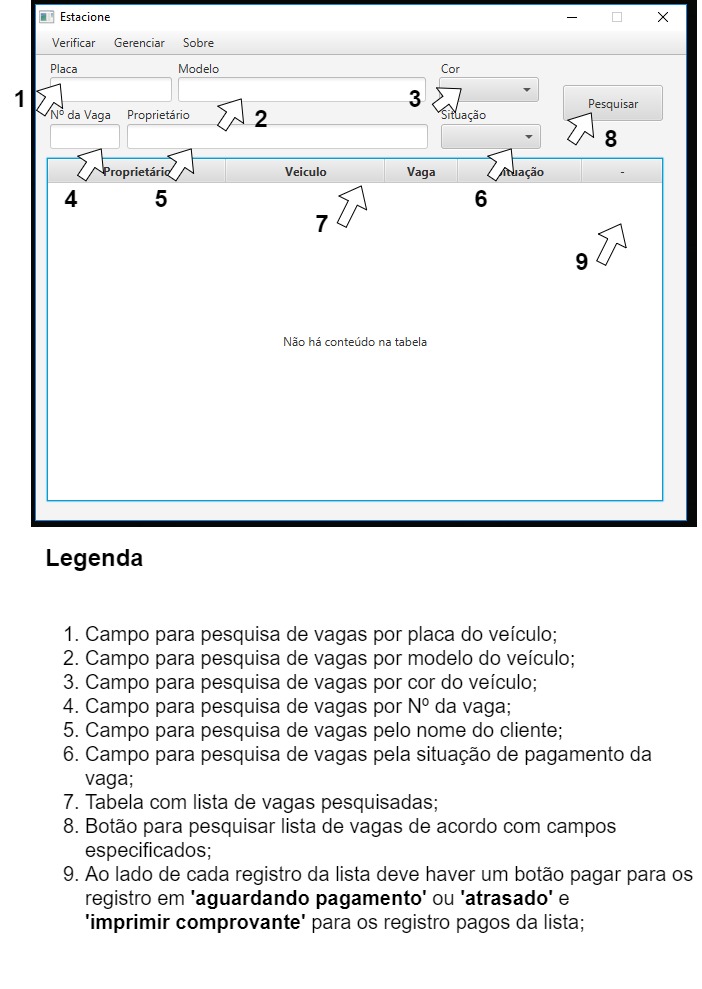 Estacione
Verificar Gerenciar Sobre
Placa Modelo Cor
1 2 3 Pesquisar
Nº da Vaga Proprietário Situação
8
Proprietário Veiculo Vaga -
4 5 7 6
9
Não há conteúdo na tabela
Legenda
1. Campo para pesquisa de vagas por placa do veículo;
2. Campo para pesquisa de vagas por modelo do veículo;
3. Campo para pesquisa de vagas por cor do veículo;
4. Campo para pesquisa de vagas por Nº da vaga;
5. Campo para pesquisa de vagas pelo nome do cliente;
6. Campo para pesquisa de vagas pela situação de pagamento da
vaga;
7. Tabela com lista de vagas pesquisadas;
8. Botão para pesquisar lista de vagas de acordo com campos
especificados;
9. Ao lado de cada registro da lista deve haver um botão pagar para os
registro em 'aguardando pagamento' ou 'atrasado' e
'imprimir comprovante' para os registro pagos da lista;